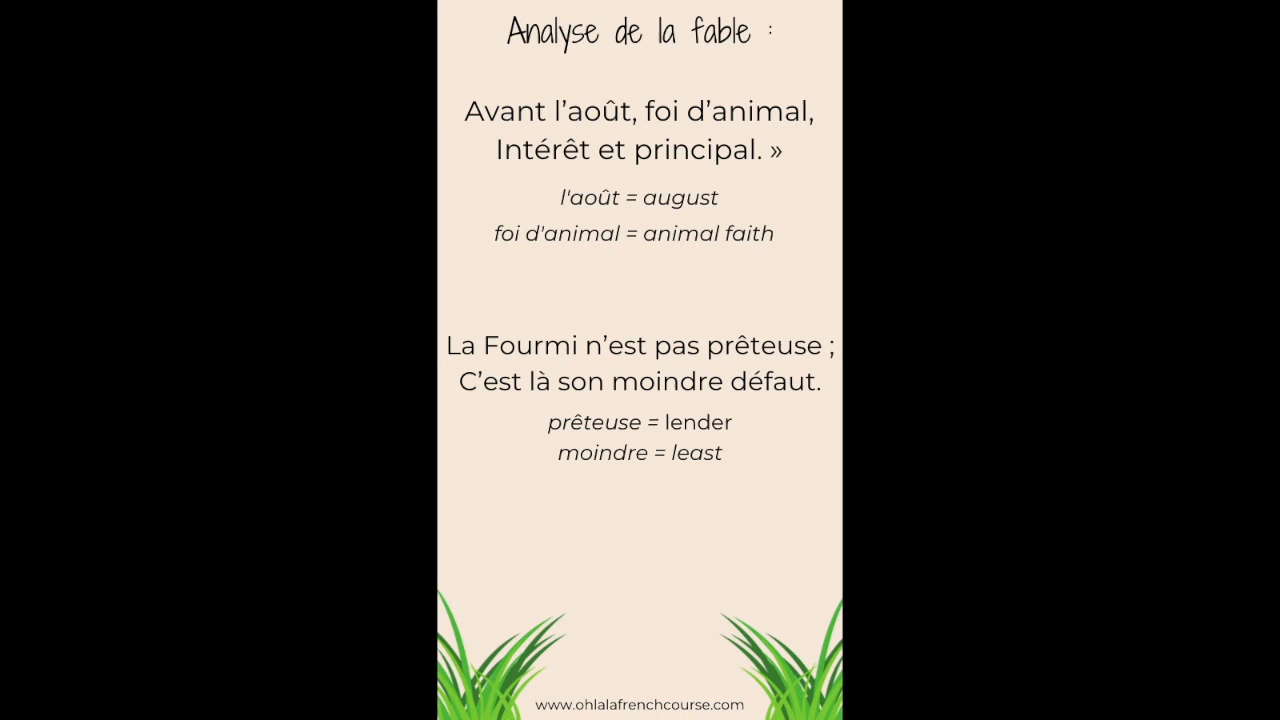 Analyse de la fable :
Avant l’août, foi d’animal,
Intérêt et principal. »
l'août = august
foi d'animal = animal faith
La Fourmi n’est pas prêteuse ;
C’est là son moindre défaut.
prêteuse = lender
moindre = least
www.ohlalafrenchcourse.com